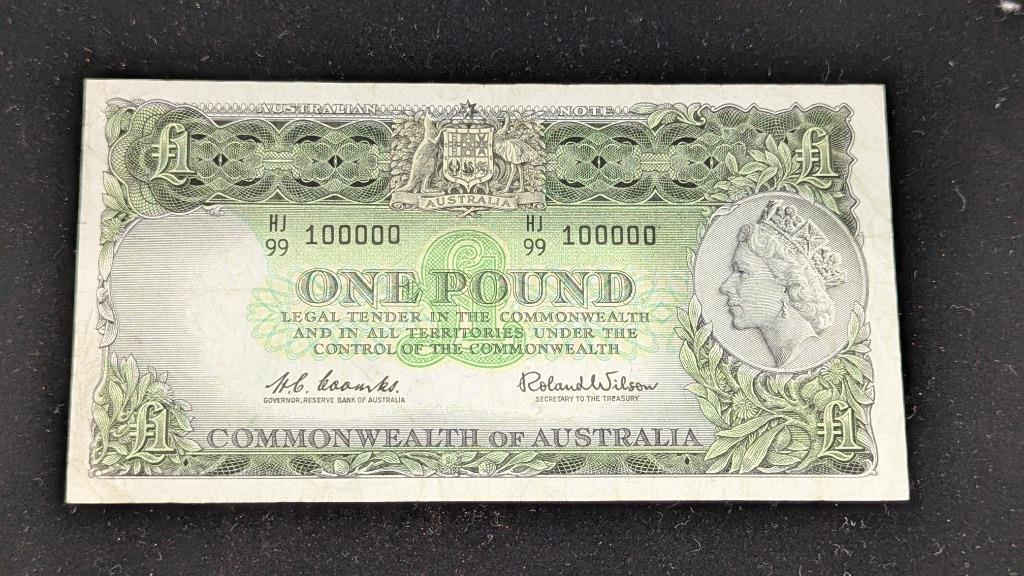 AUSTRALIAN NOTE
£1 £1
AUSTRALIA
HJ 99 100000 HJ 99 100000
£
ONE POUND
LEGAL TENDER IN THE COMMONWEALTH
AND IN ALL TERRITORIES UNDER THE
CONTROL OF THE COMMONWEALTH
H.C. Coombs. Roland Wilson
GOVERNOR, RESERVE BANK OF AUSTRALIA SECRETARY TO THE TREASURY
£1 £1
COMMONWEALTH OF AUSTRALIA